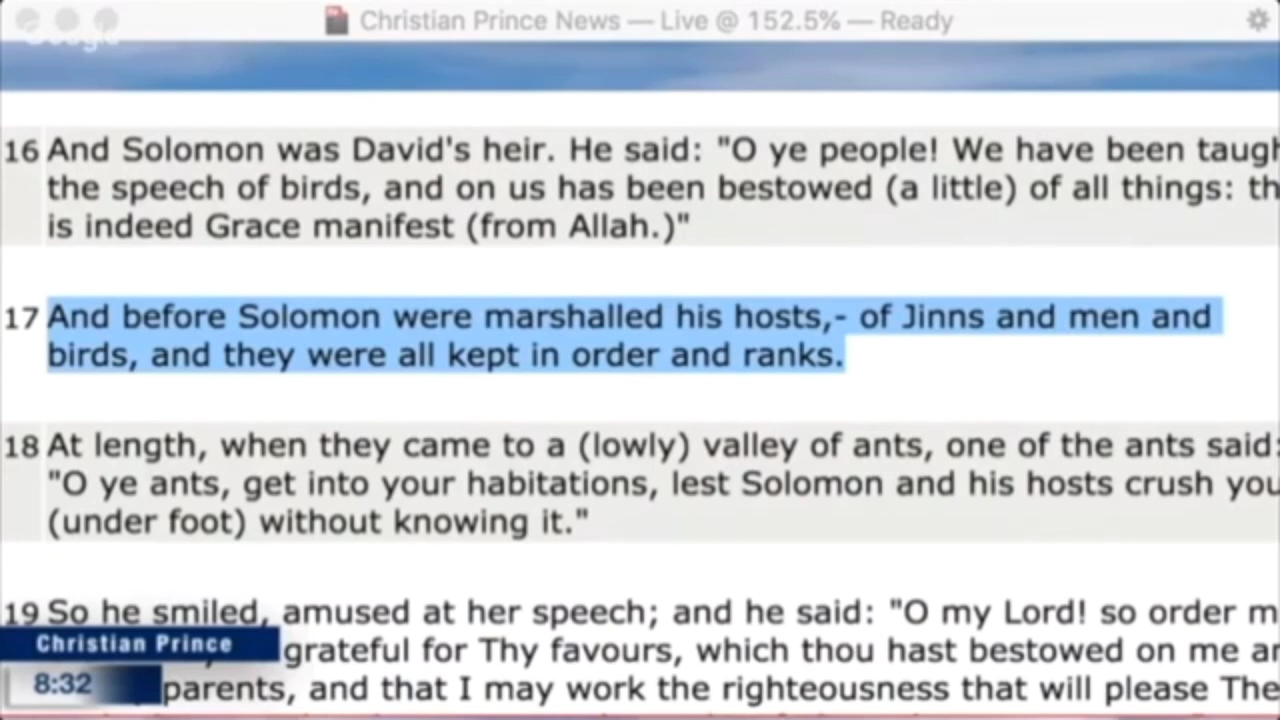 Christian Prince News — Live @ 152.5% — Ready
Google
16 And Solomon was David's heir. He said: "O ye people! We have been taugh
the speech of birds, and on us has been bestowed (a little) of all things: th
is indeed Grace manifest (from Allah.)"
17 And before Solomon were marshalled his hosts,- of Jinns and men and
birds, and they were all kept in order and ranks.
18 At length, when they came to a (lowly) valley of ants, one of the ants said:
"O ye ants, get into your habitations, lest Solomon and his hosts crush you
(under foot) without knowing it."
19 So he smiled, amused at her speech; and he said: "O my Lord! so order m
grateful for Thy favours, which thou hast bestowed on me an
parents, and that I may work the righteousness that will please The
Christian Prince
8:32